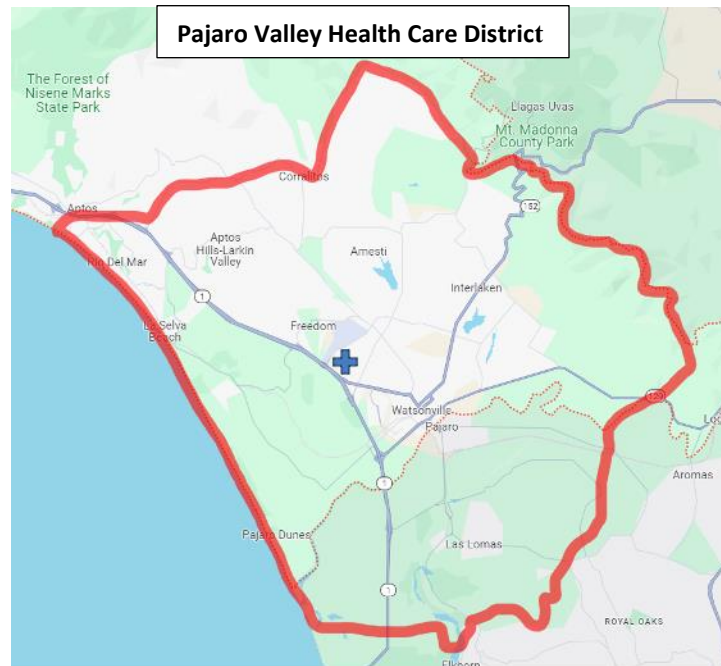 Pajaro Valley Health Care District
The Forest of
Nisene Marks
State Park
Llagas Uvas
Mt. Madonna
County Park
Corralitos
152
Aptos
Aptos
Hills-Larkin
Valley
Amesti
Rio Del Mar
Interlaken
1
La Selva
Beach
Freedom
Watsonville
Pajaro
129
Aromas
1
Pajaro Dunes
Las Lomas
1
ROYAL OAKS
Elkhorn